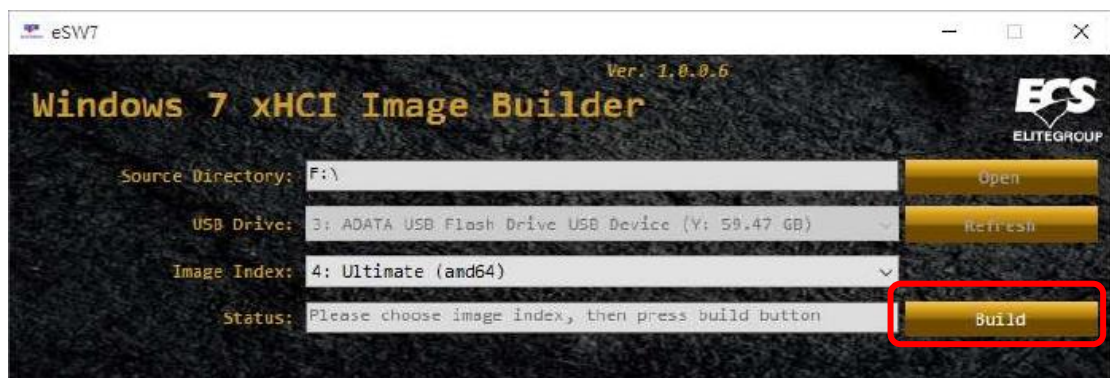 eSW7
Ver. 1.0.0.6
Windows 7 xHCI Image Builder
ECS
ELITEGROUP
Source Directory: F:\ Open
USB Drive: 3: ADATA USB Flash Drive USB Device (Y: 59.47 GB) Refresh
Image Index: 4: Ultimate (amd64)
Status: Please choose image index, then press build button Build